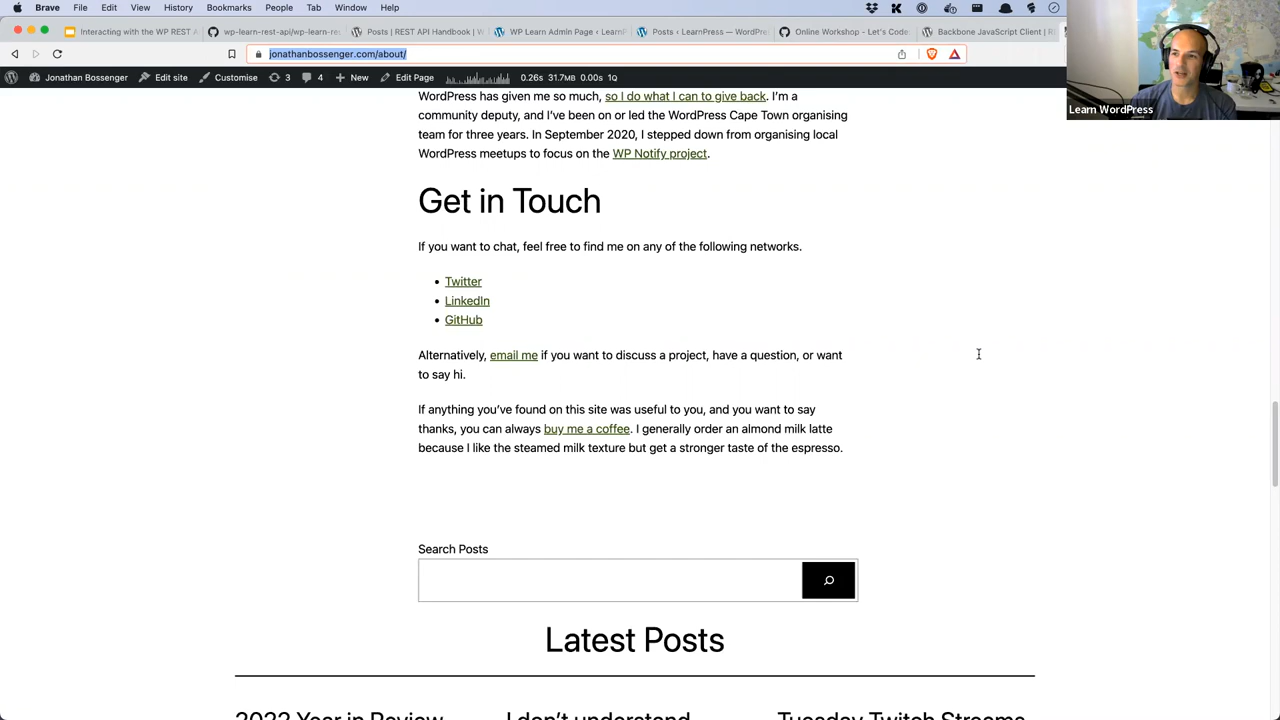 Brave File Edit View History Bookmarks People Tab Window Help
Interacting with the WP REST A
wp-learn-rest-api/wp-learn-res
Posts | REST API Handbook | W
WP Learn Admin Page ‹ LearnP
Posts ‹ LearnPress — WordPres
Online Workshop - Let's Code:
Backbone JavaScript Client | R
jonathanbossenger.com/about/
Jonathan Bossenger Edit site Customise 3 4 New Edit Page 0.26s 31.7MB 0.00s 1Q
Learn WordPress
WordPress has given me so much, so I do what I can to give back. I'm a
community deputy, and I've been on or led the WordPress Cape Town organising
team for three years. In September 2020, I stepped down from organising local
WordPress meetups to focus on the WP Notify project.
Get in Touch
If you want to chat, feel free to find me on any of the following networks.
Twitter
LinkedIn
GitHub
Alternatively, email me if you want to discuss a project, have a question, or want
to say hi.
If anything you've found on this site was useful to you, and you want to say
thanks, you can always buy me a coffee. I generally order an almond milk latte
because I like the steamed milk texture but get a stronger taste of the espresso.
Search Posts
Latest Posts
2022 Year in Review
I don't understand
Tuesday Twitch Streams